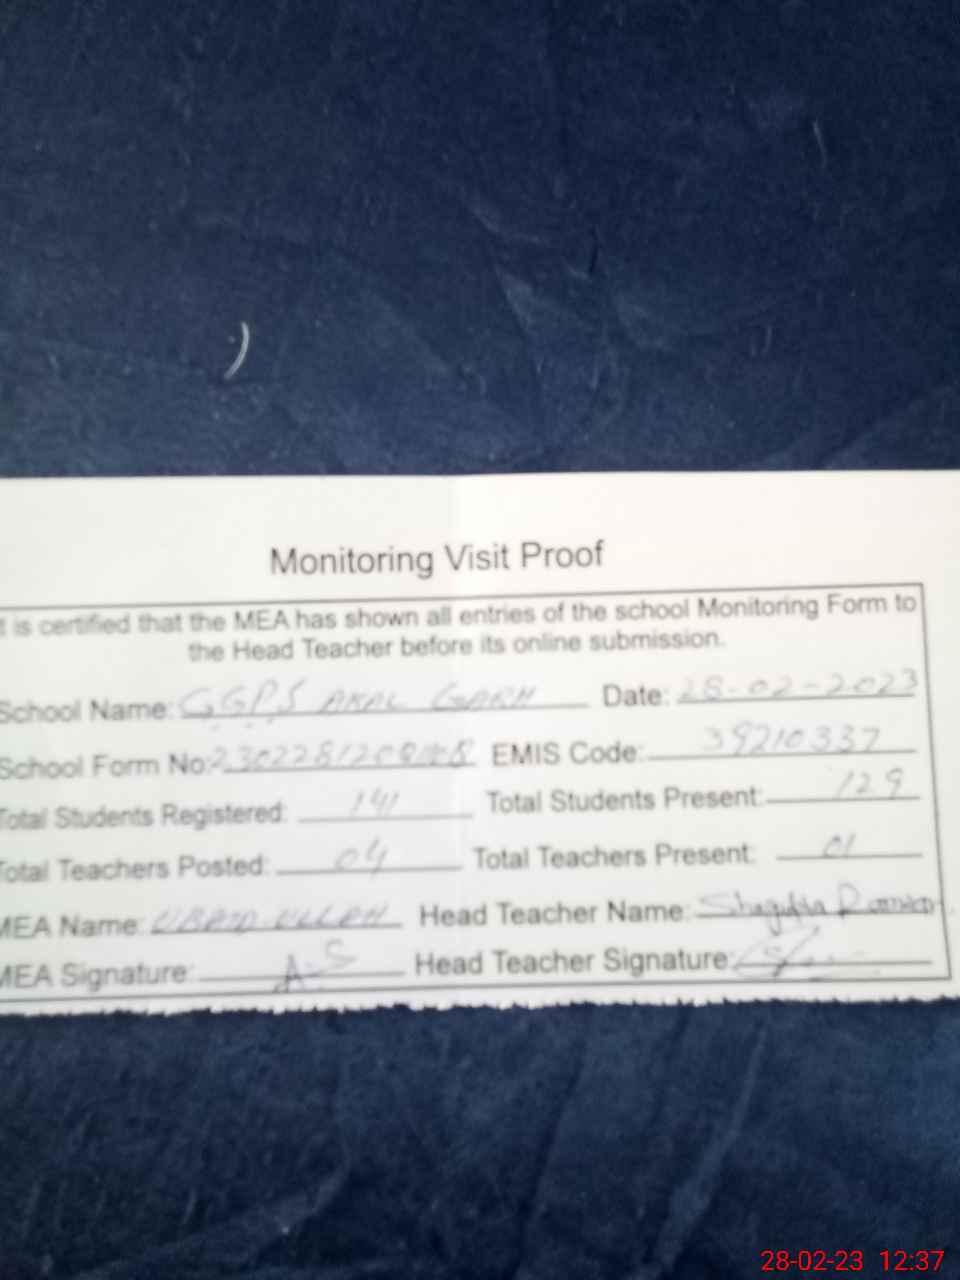 Monitoring Visit Proof
t is certified that the MEA has shown all entries of the school Monitoring Form to
the Head Teacher before its online submission.
School Name: GGPS AKAL GARH Date: 28-02-2023
School Form No: EMIS Code: 39210337
Total Students Registered: 141 Total Students Present: 129
Total Teachers Posted: 04 Total Teachers Present: 01
MEA Name: UBAID ULLAH Head Teacher Name: Shagufta
MEA Signature: A-S Head Teacher Signature:
28-02-23 12:37